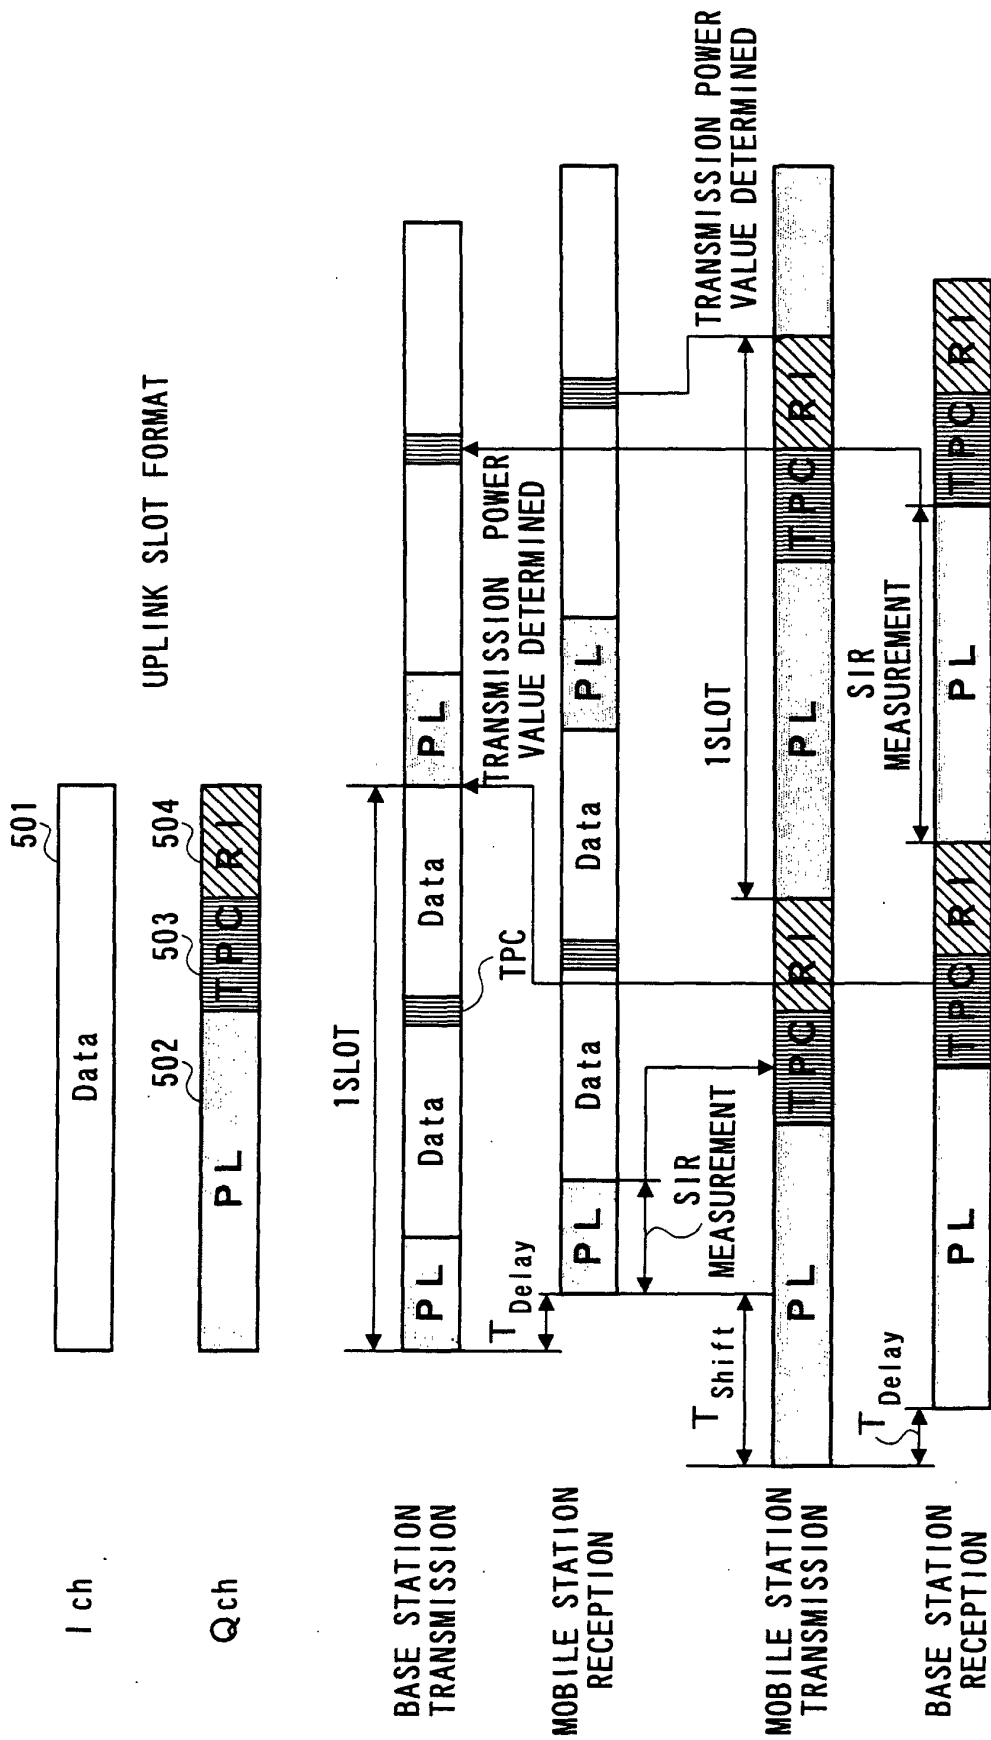 I ch
501
Data
Qch
502
503
504
PL
TPC
RI
UPLINK SLOT FORMAT
BASE STATION
TRANSMISSION
1SLOT
PL
Data
Data
PL
TPC
TRANSMISSION POWER
VALUE DETERMINED
MOBILE STATION
RECEPTION
T Delay
PL
Data
Data
PL
SIR
MEASUREMENT
TRANSMISSION POWER
VALUE DETERMINED
MOBILE STATION
TRANSMISSION
T Shift
1SLOT
PL
TPC
RI
PL
TPC
RI
BASE STATION
RECEPTION
T Delay
SIR
MEASUREMENT
PL
TPC
RI
PL
TPC
RI